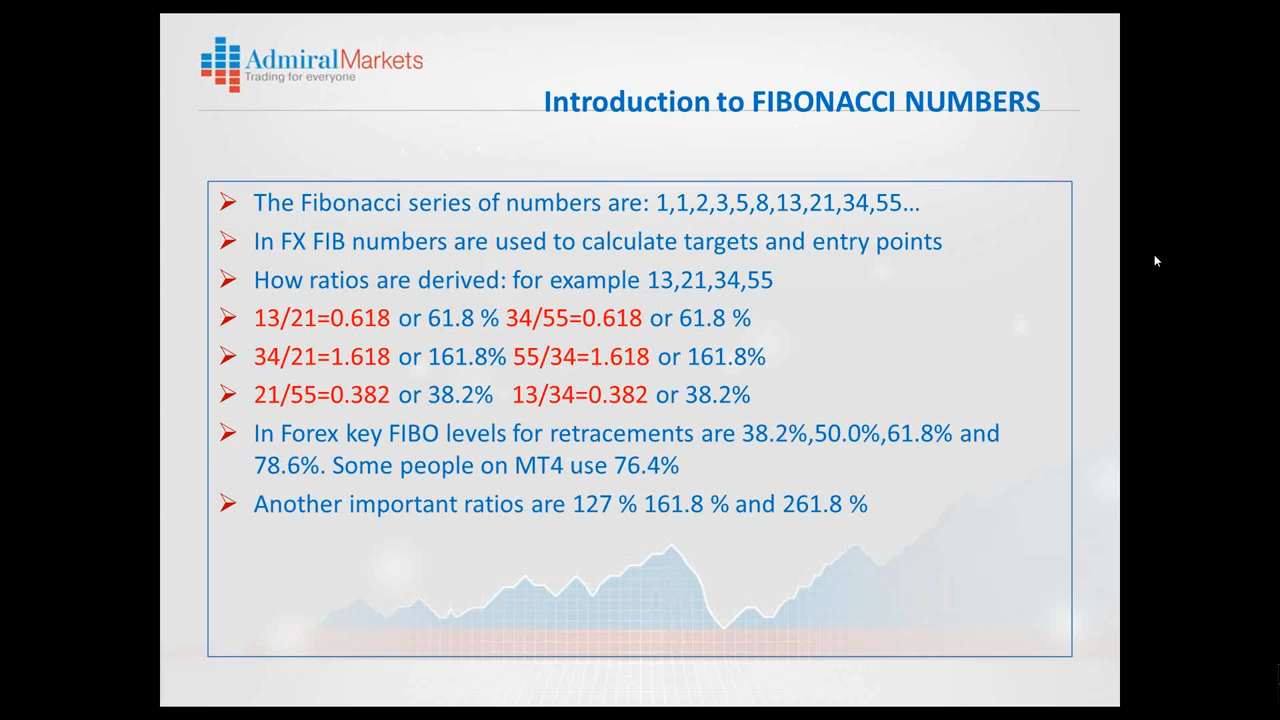 AdmiralMarkets
Trading for everyone
Introduction to FIBONACCI NUMBERS
The Fibonacci series of numbers are: 1,1,2,3,5,8,13,21,34,55…
In FX FIB numbers are used to calculate targets and entry points
How ratios are derived: for example 13,21,34,55
13/21=0.618 or 61.8 % 34/55=0.618 or 61.8 %
34/21=1.618 or 161.8% 55/34=1.618 or 161.8%
21/55=0.382 or 38.2% 13/34=0.382 or 38.2%
In Forex key FIBO levels for retracements are 38.2%,50.0%,61.8% and
78.6%. Some people on MT4 use 76.4%
Another important ratios are 127 % 161.8 % and 261.8 %